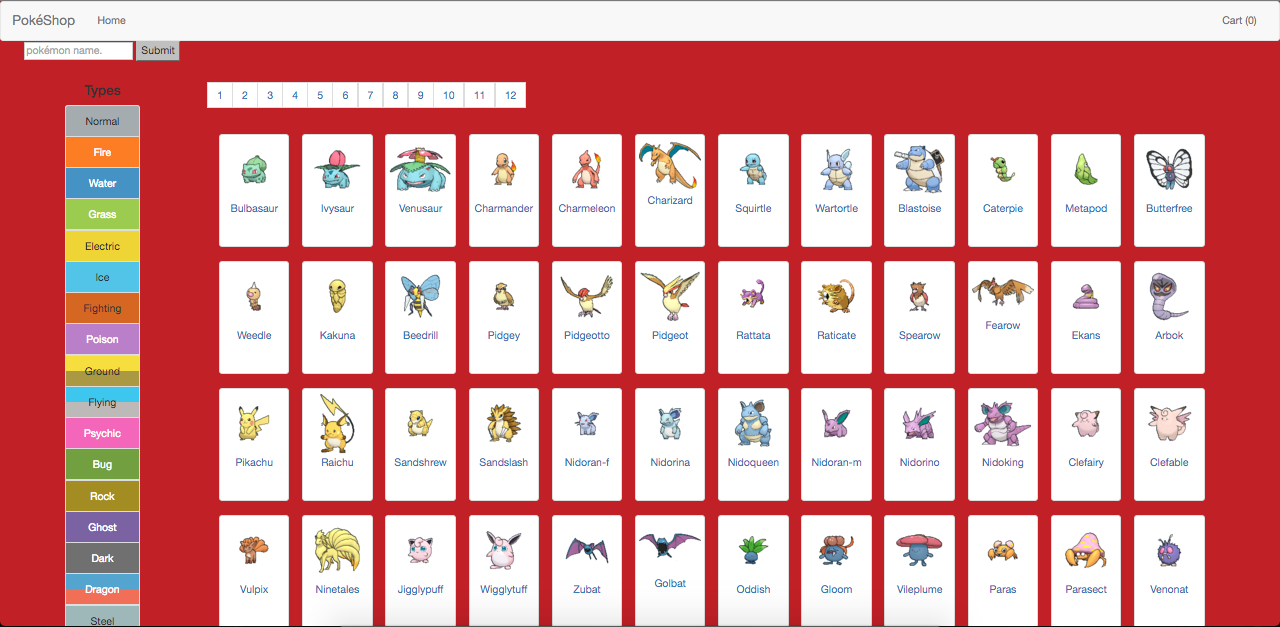 PokéShop Home Cart (0)
pokémon name. Submit
Types
Normal
Fire
Water
Grass
Electric
Ice
Fighting
Poison
Ground
Flying
Psychic
Bug
Rock
Ghost
Dark
Dragon
Steel
1 2 3 4 5 6 7 8 9 10 11 12
Bulbasaur Ivysaur Venusaur Charmander Charmeleon Charizard Squirtle Wartortle Blastoise Caterpie Metapod Butterfree
Weedle Kakuna Beedrill Pidgey Pidgeotto Pidgeot Rattata Raticate Spearow Fearow Ekans Arbok
Pikachu Raichu Sandshrew Sandslash Nidoran-f Nidorina Nidoqueen Nidoran-m Nidorino Nidoking Clefairy Clefable
Vulpix Ninetales Jigglypuff Wigglytuff Zubat Golbat Oddish Gloom Vileplume Paras Parasect Venonat